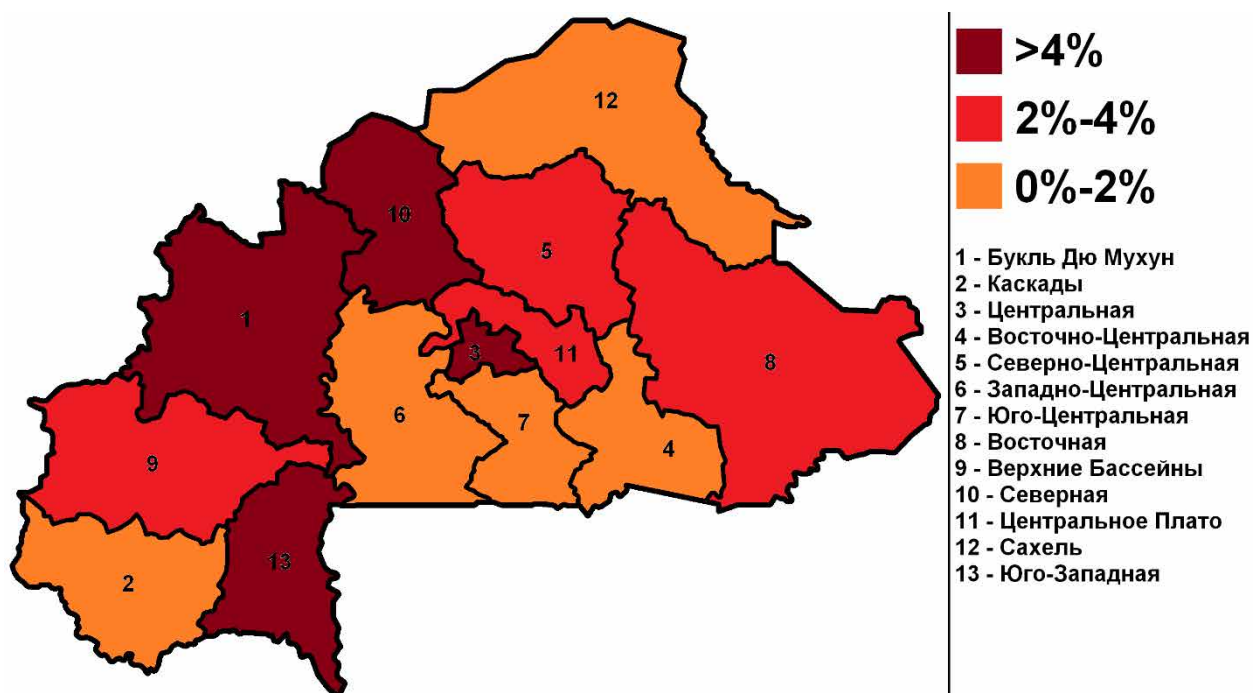 >4%
2%-4%
0%-2%
1 - Букль Дю Мухун
2 - Каскады
3 - Центральная
4 - Восточно-Центральная
5 - Северно-Центральная
6 - Западно-Центральная
7 - Юго-Центральная
8 - Восточная
9 - Верхние Бассейны
10 - Северная
11 - Центральное Плато
12 - Сахель
13 - Юго-Западная
12
10
5
1
3
11
8
6
7
4
9
2
13